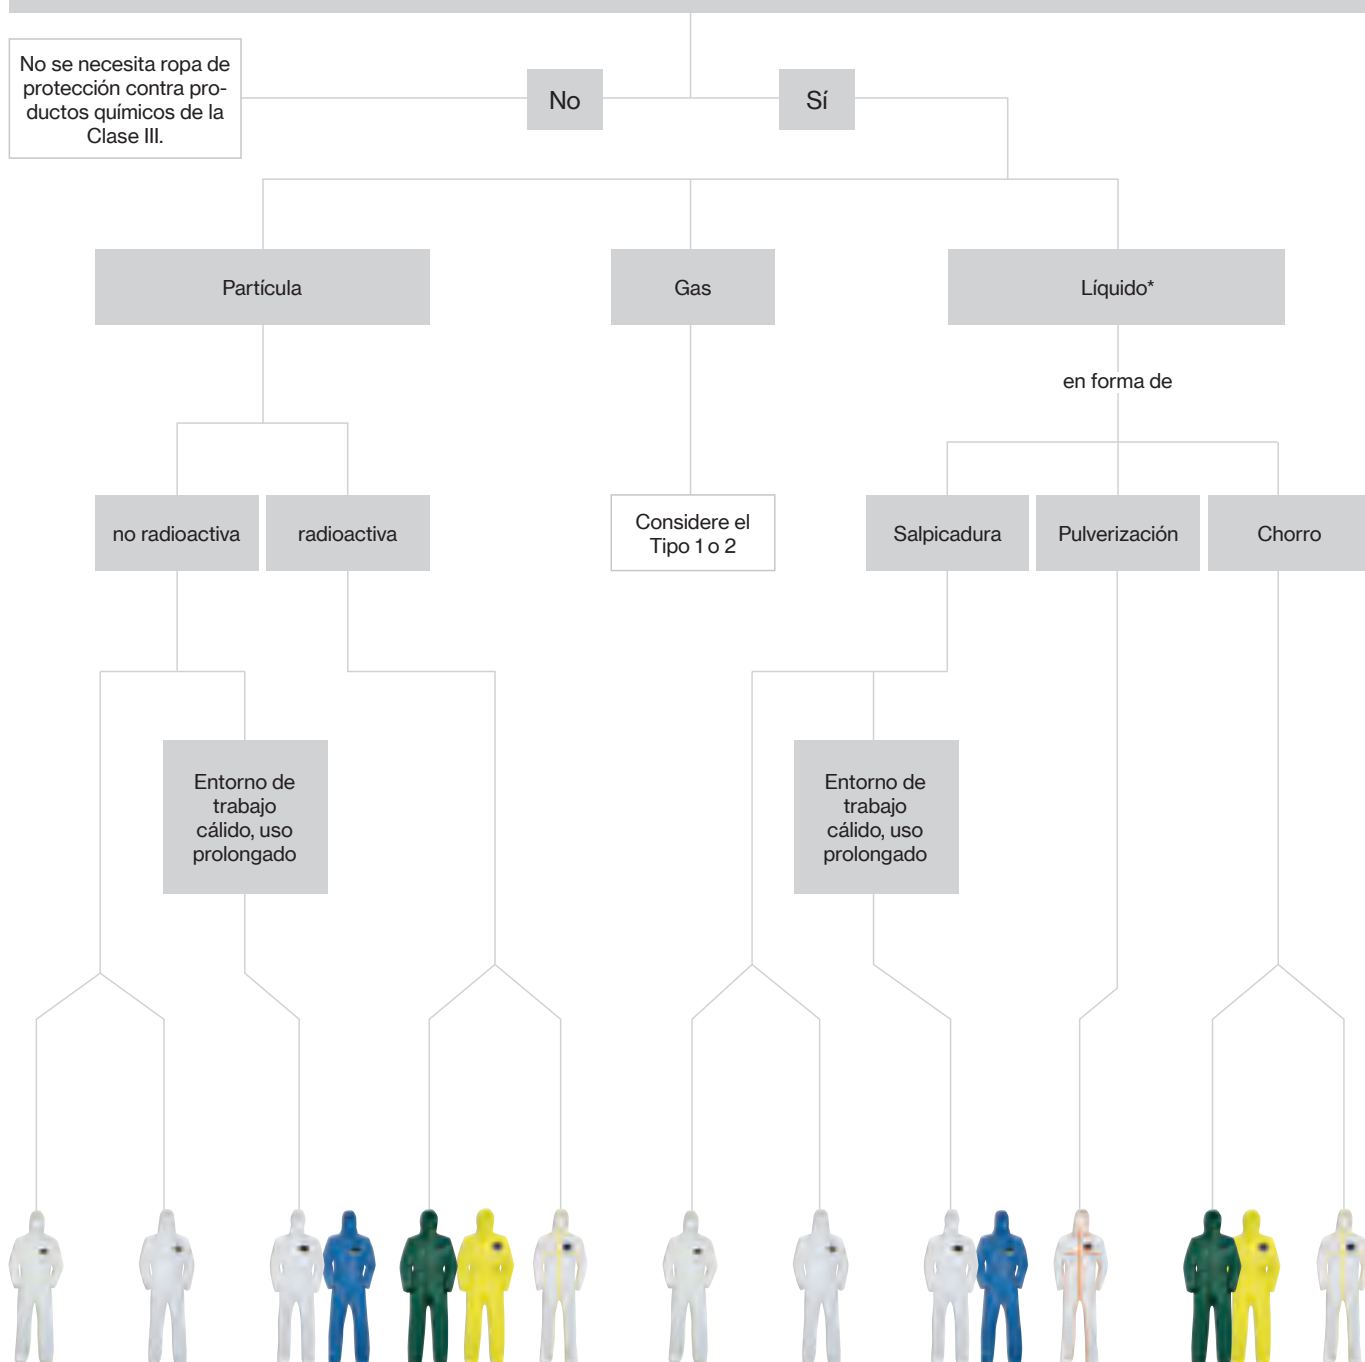 No se necesita ropa de
protección contra pro-
ductos químicos de la
Clase III.
No
Sí
Partícula
Gas
Líquido*
en forma de
no radioactiva
radioactiva
Considere el
Tipo 1 o 2
Salpicadura
Pulverización
Chorro
Entorno de
trabajo
cálido, uso
prolongado
Entorno de
trabajo
cálido, uso
prolongado